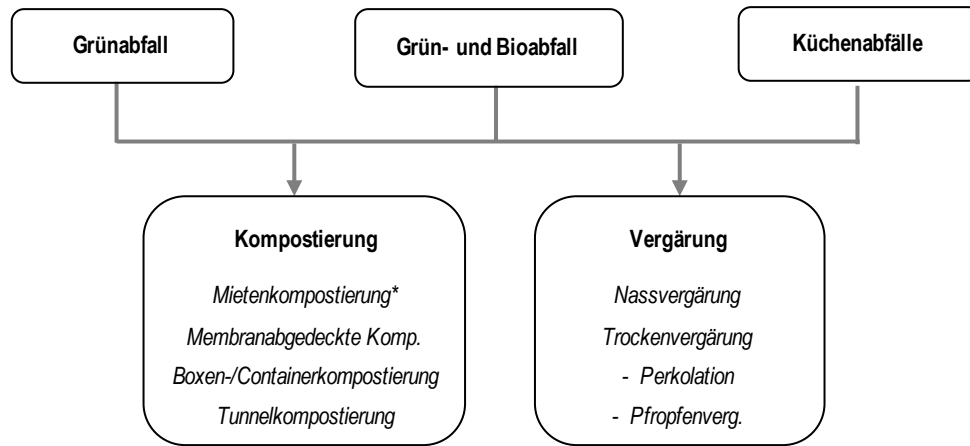 Grünabfall
Grün- und Bioabfall
Küchenabfälle
Kompostierung
Mietenkompostierung*
Membranabgedeckte Komp.
Boxen-/Containerkompostierung
Tunnelkompostierung
Vergärung
Nassvergärung
Trockenvergärung
- Perkolation
- Pfropfenverg.